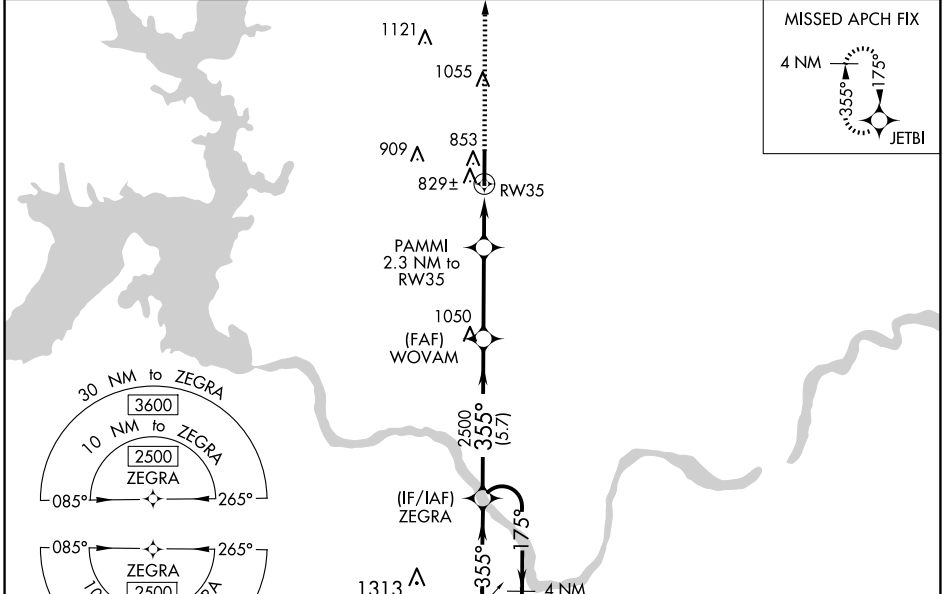 MISSED APCH FIX
4 NM
355°
175°
JETBI
1121
1055
853
909
829±
RW35
PAMMI
2.3 NM to
RW35
1050
(FAF)
WOVAM
2500
355°
(5.7)
(IF/IAF)
ZEGRA
175°
355°
4 NM
1313
30 NM to ZEGRA
3600
10 NM to ZEGRA
2500
ZEGRA
085°
265°
085°
265°
ZEGRA
2500